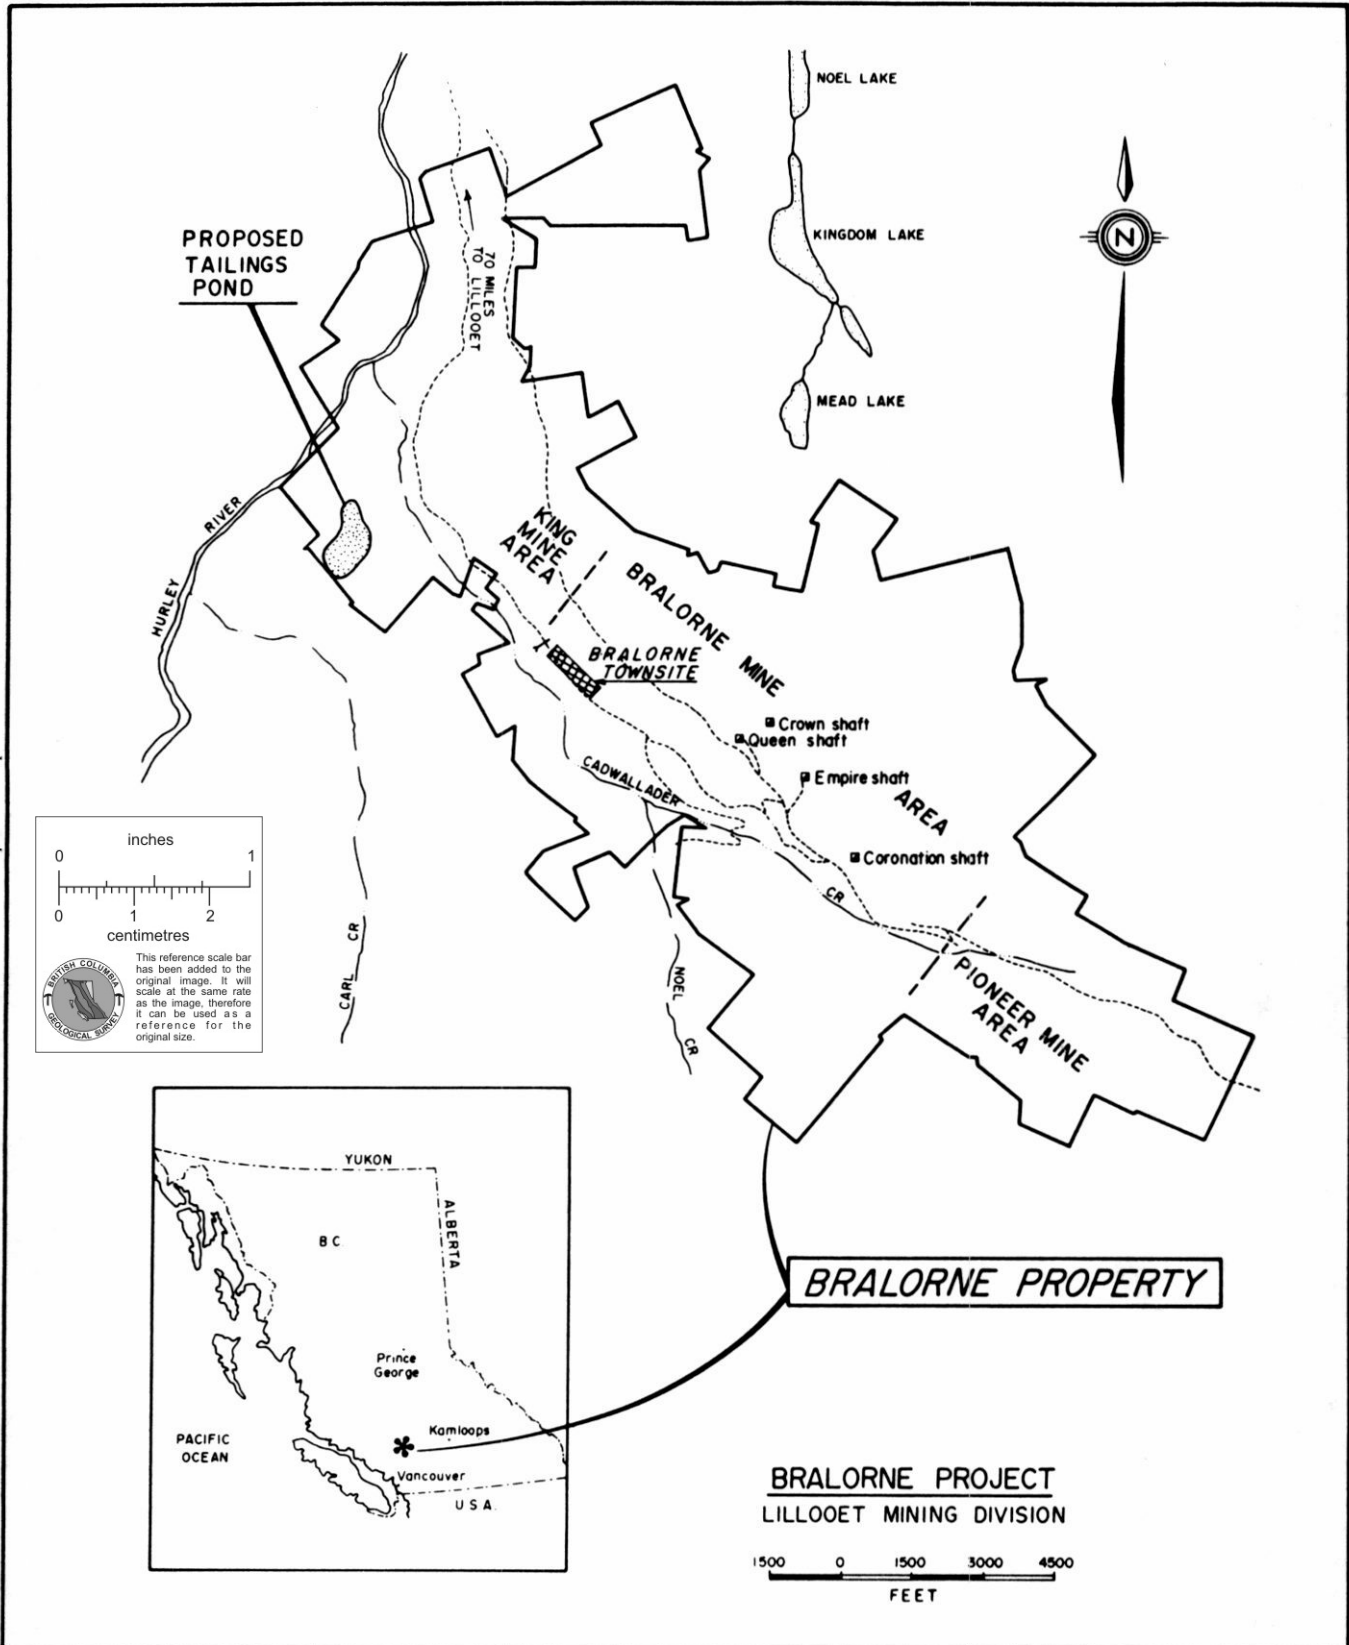 NOEL LAKE
KINGDOM LAKE
MEAD LAKE
N
PROPOSED
TAILINGS
POND
70 MILES
TO LILLOOET
HURLEY
RIVER
KING
MINE
AREA
BRALORNE MINE
AREA
BRALORNE
TOWNSITE
Crown shaft
Queen shaft
Empire shaft
Coronation shaft
CADWALLADER
CR
PIONEER MINE
AREA
CARL CR
NOEL CR
inches
0 1
0 1 2
centimetres
This reference scale bar
has been added to the
original image. It will
scale at the same rate
as the image, therefore
it can be used as a
reference for the
original size.
BRITISH COLUMBIA
GEOLOGICAL SURVEY
YUKON
ALBERTA
BC
Prince
George
Kamloops
PACIFIC
OCEAN
Vancouver
U S A.
BRALORNE PROPERTY
BRALORNE PROJECT
LILLOOET MINING DIVISION
1500 0 1500 3000 4500
FEET